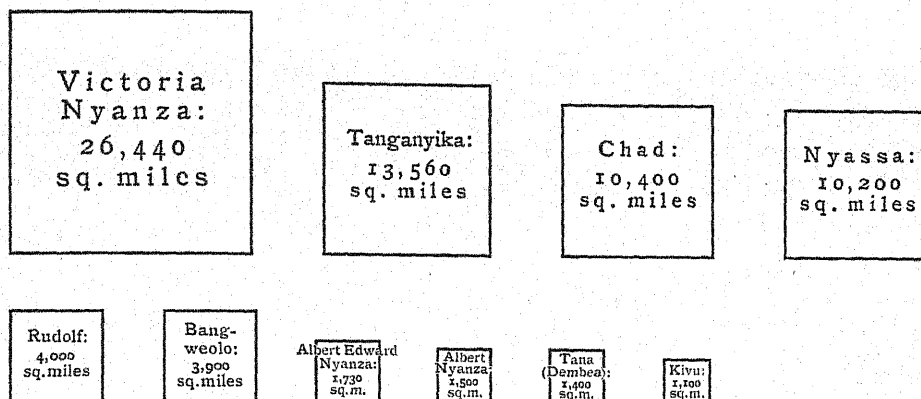 Victoria
Nyanza:
26,440
sq. miles
Tanganyika:
13,560
sq. miles
Chad:
10,400
sq. miles
Nyassa:
10,200
sq. miles
Rudolf:
4,000
sq.miles
Bang-
weolo:
3,900
sq.miles
Albert Edward
Nyanza:
1,730
sq.m.
Albert
Nyanza:
1,500
sq.m.
Tana
(Dembea):
1,400
sq.m.
Kivu:
1,100
sq.m.